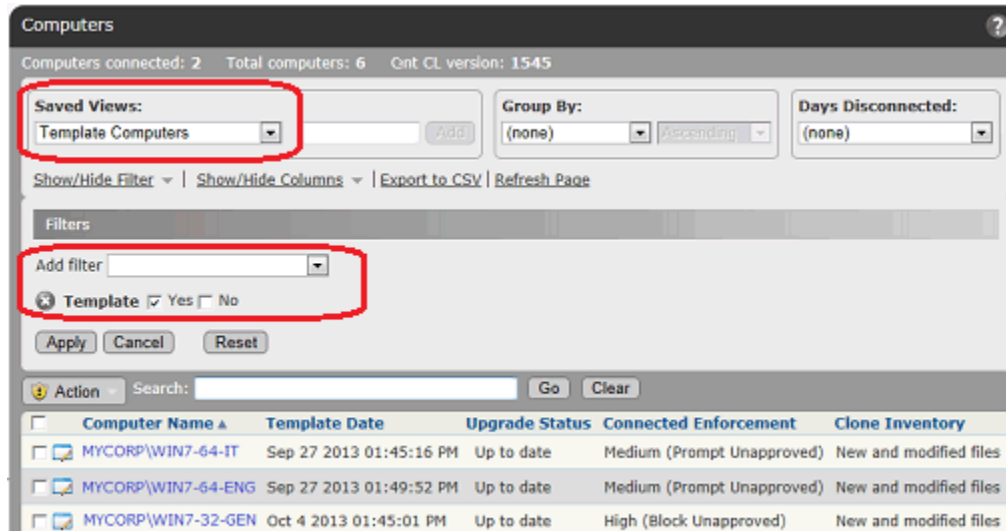 Computers
?
Computers connected: 2 Total computers: 6 Cnt CL version: 1545
Saved Views: Group By: Days Disconnected:
Template Computers Add (none) Ascending (none)
Show/Hide Filter | Show/Hide Columns | Export to CSV | Refresh Page
Filters
Add filter
Template Yes No
Apply Cancel Reset
Action Search: Go Clear
Computer Name Template Date Upgrade Status Connected Enforcement Clone Inventory
MYCORP\WIN7-64-IT Sep 27 2013 01:45:16 PM Up to date Medium (Prompt Unapproved) New and modified files
MYCORP\WIN7-64-ENG Sep 27 2013 01:49:52 PM Up to date Medium (Prompt Unapproved) New and modified files
MYCORP\WIN7-32-GEN Oct 4 2013 01:45:01 PM Up to date High (Block Unapproved) New and modified files